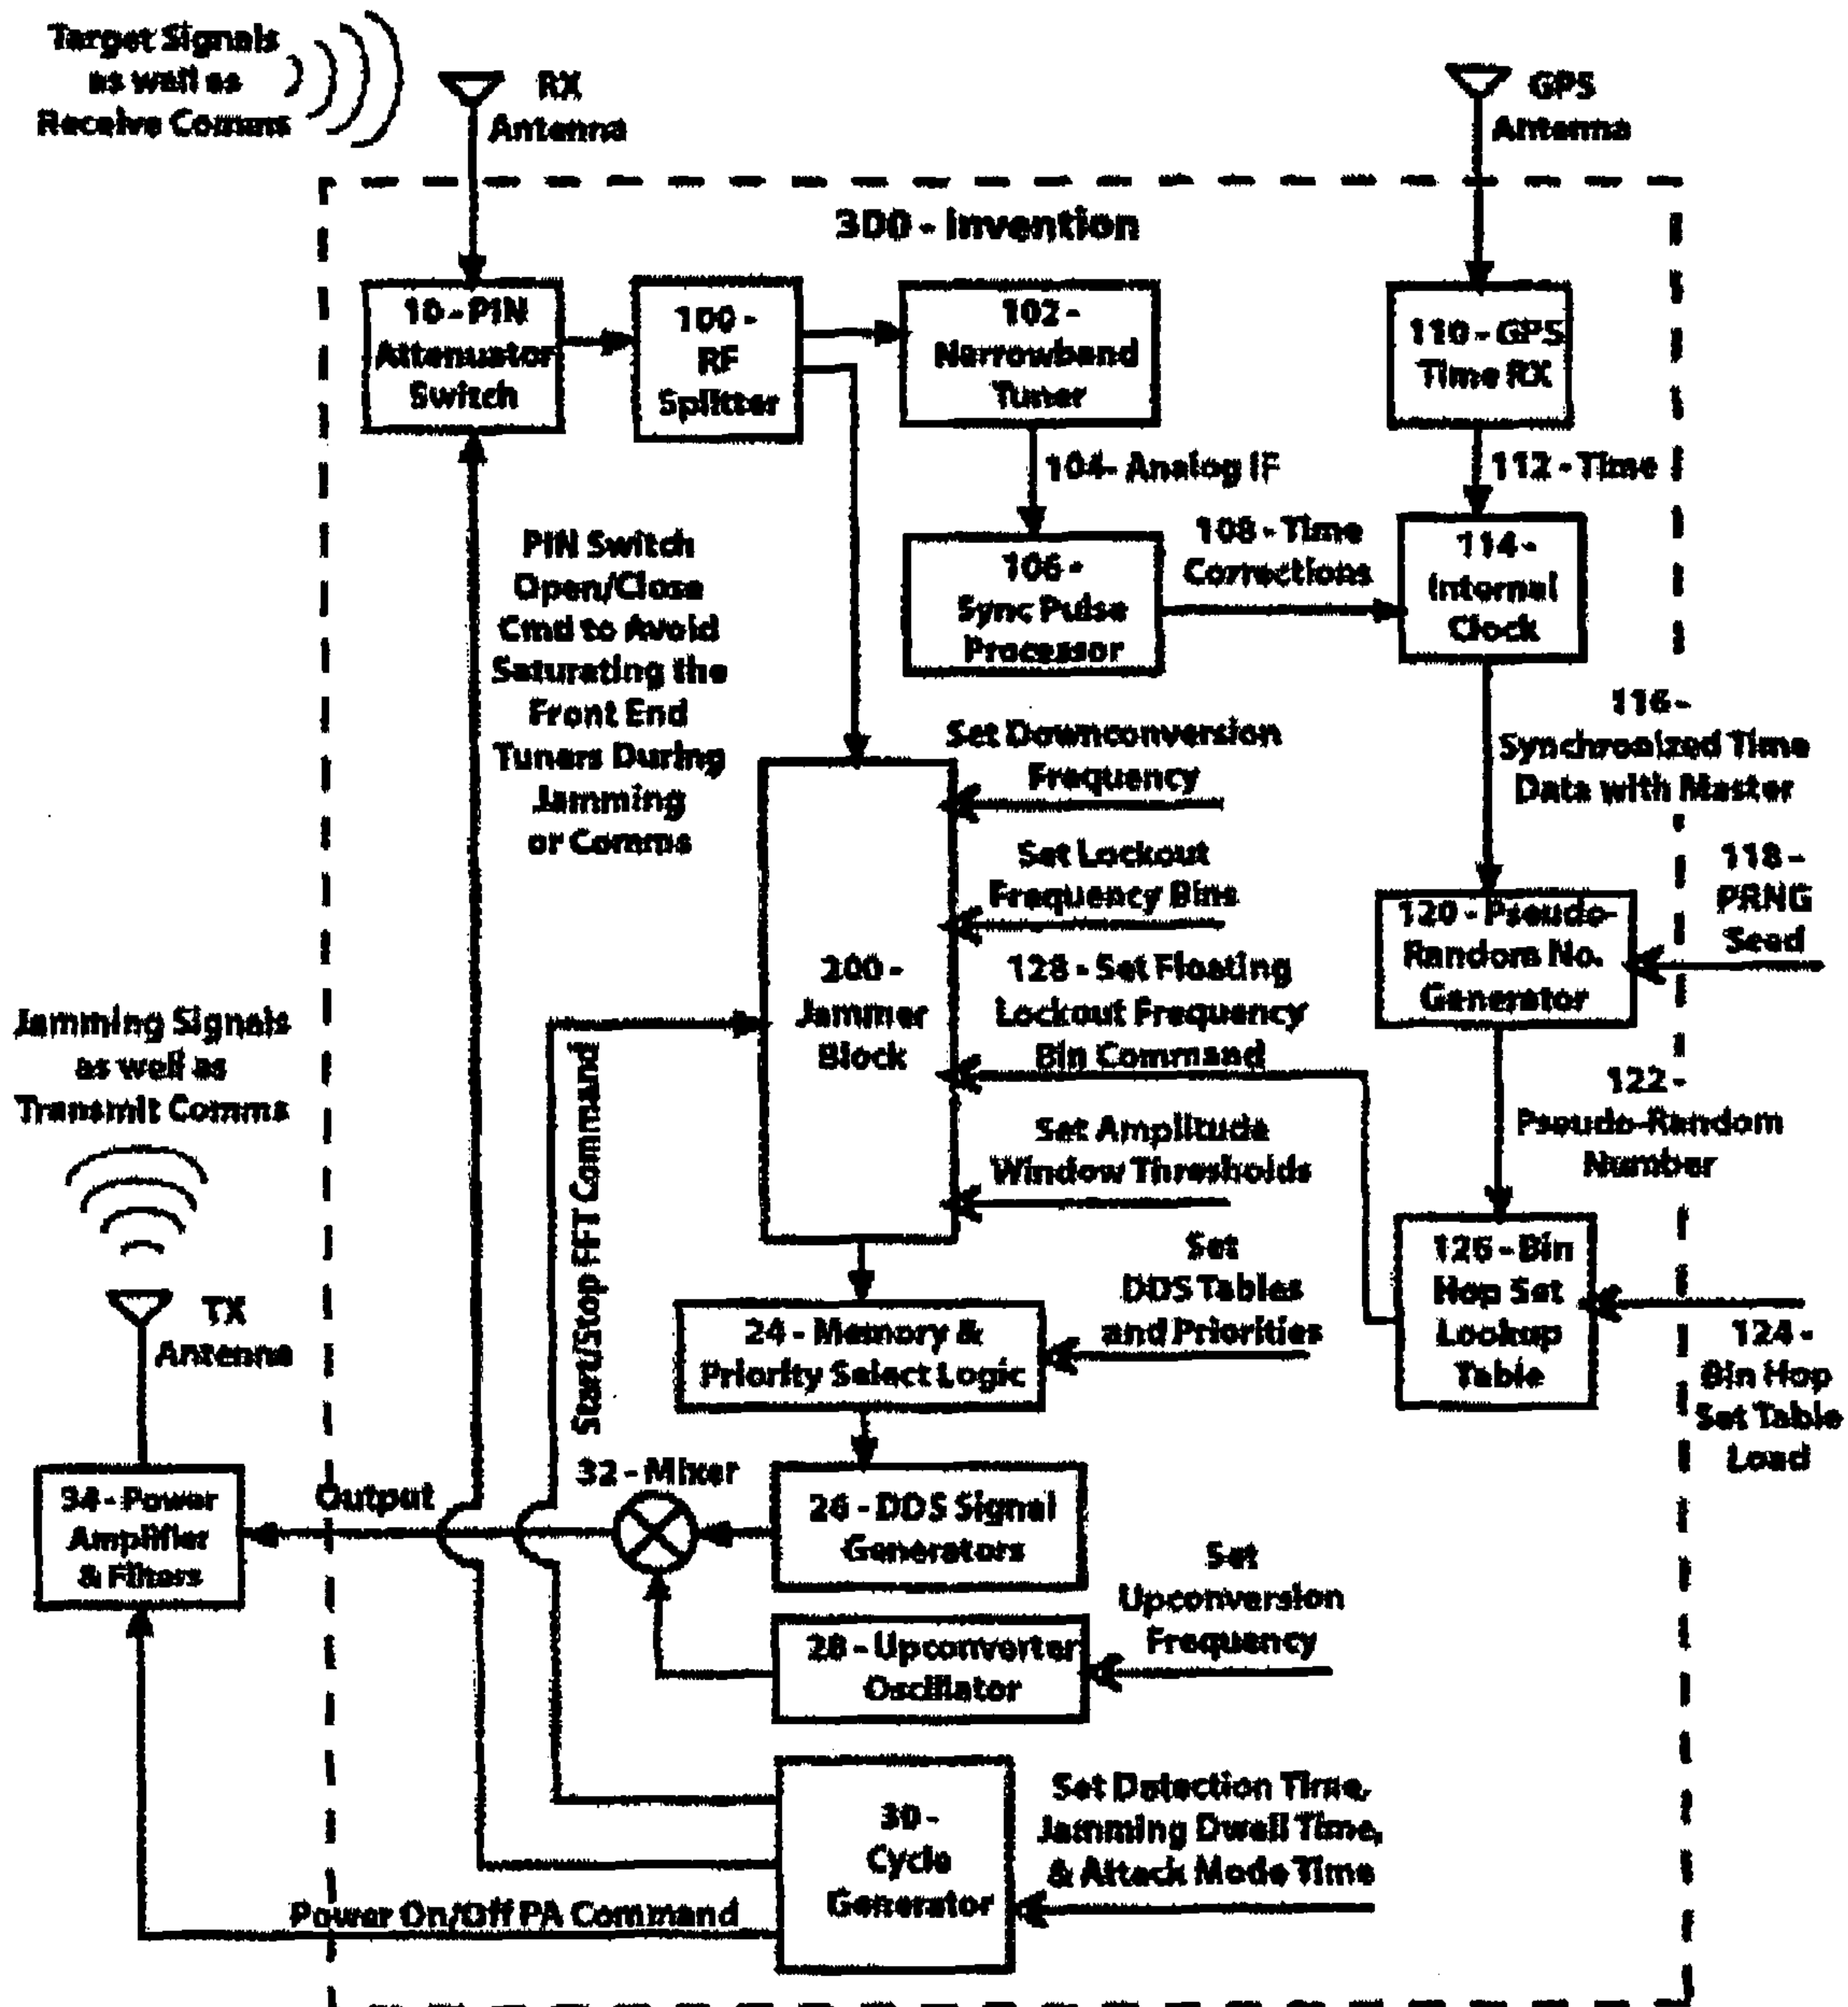 Target Signals
as well as
Receive Comms
RX
Antenna
GPS
Antenna
300 - Invention
10 - PIN
Attenuator
Switch
100 -
RF
Splitter
102 -
Narrowband
Tuner
110 - GPS
Time RX
104- Analog IF
112 - Time
PIN Switch
Open/Close
Cmd to Avoid
Saturating the
Front End
Tuners During
Jamming
or Comms
106 -
Sync Pulse
Processor
108 - Time
Corrections
114 -
Internal
Clock
116 -
Synchronized Time
Data with Master
Set Downconversion
Frequency
Set Lockout
Frequency Bins
118 -
PRNG
Seed
120 - Pseudo-
Random No.
Generator
200 -
Jammer
Block
128 - Set Floating
Lockout Frequency
Bin Command
Jamming Signals
as well as
Transmit Comms
Start/Stop FFT Command
122 -
Pseudo-Random
Number
Set Amplitude
Window Thresholds
Set
DDS Tables
and Priorities
126 - Bin
Hop Set
Lookup
Table
124 -
Bin Hop
Set Table
Load
TX
Antenna
24 - Memory &
Priority Select Logic
34 - Power
Amplifier
& Filters
Output
32 - Mixer
26 - DDS Signal
Generators
Set
Upconversion
Frequency
28 - Upconverter
Oscillator
30 -
Cycle
Generator
Set Detection Time,
Jamming Dwell Time,
& Attack Mode Time
Power On/Off PA Command